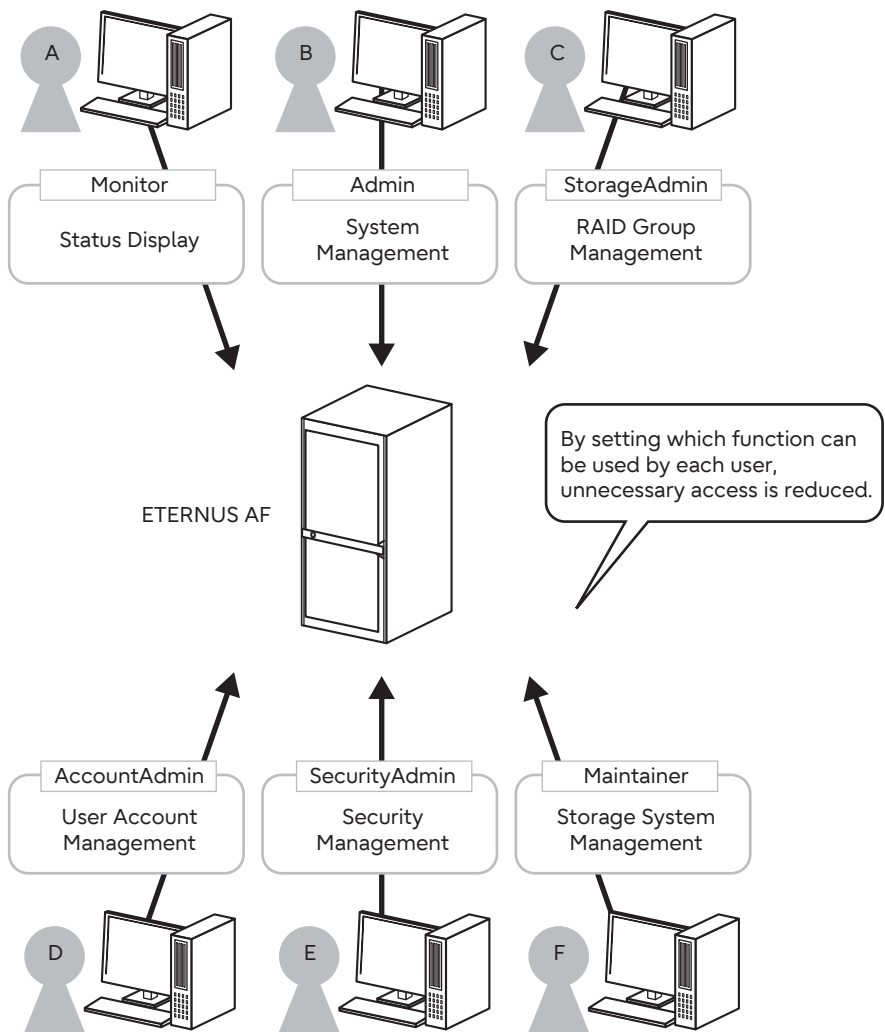 A
B
C
Monitor
Admin
StorageAdmin
Status Display
System
Management
RAID Group
Management
ETERNUS AF
By setting which function can
be used by each user,
unnecessary access is reduced.
AccountAdmin
SecurityAdmin
Maintainer
User Account
Management
Security
Management
Storage System
Management
D
E
F